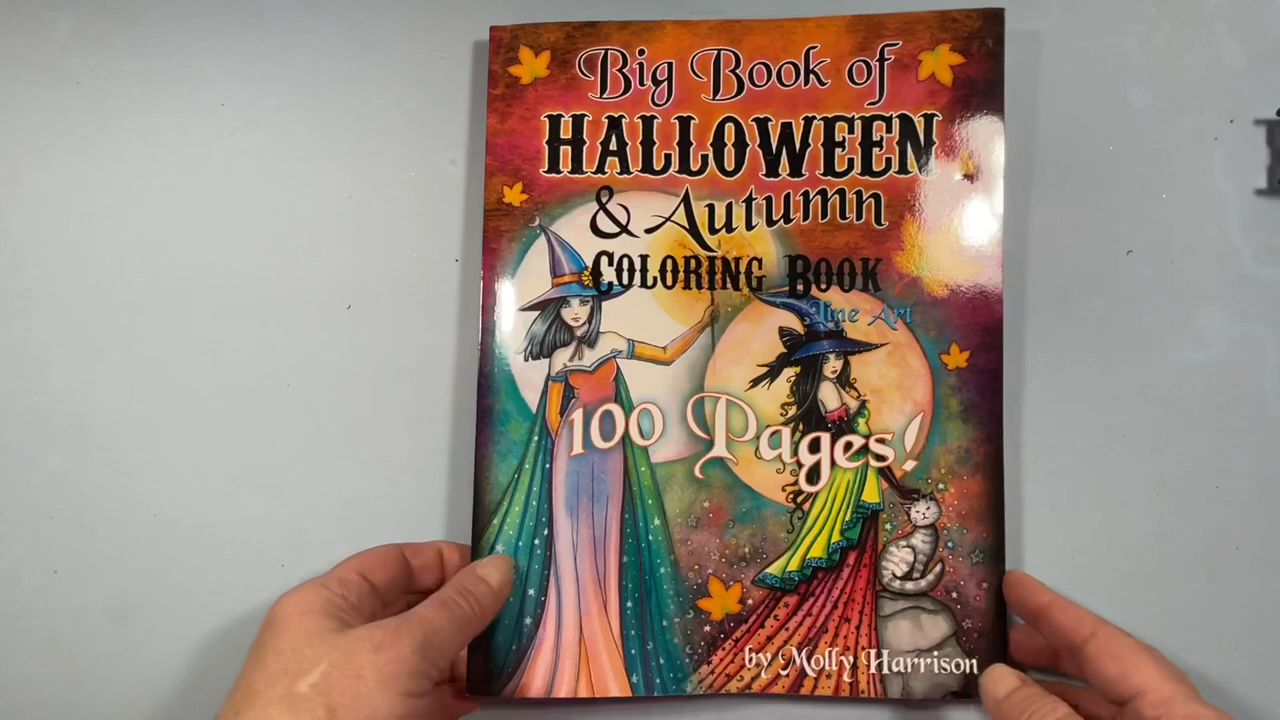 Big Book of
HALLOWEEN
& Autumn
COLORING BOOK
Line Art
100 Pages!
by Molly Harrison